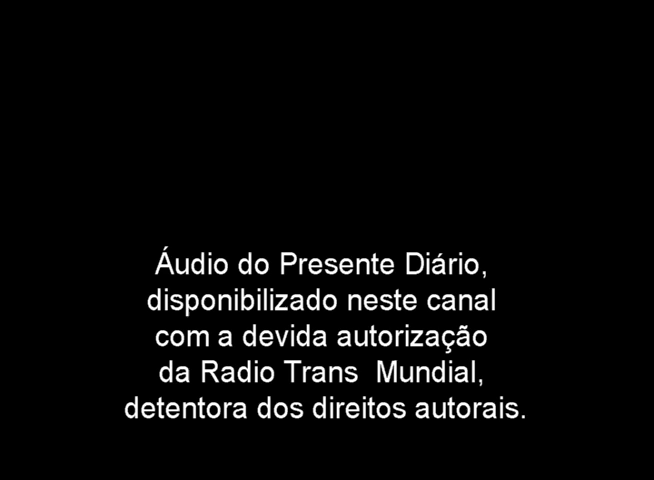 Áudio do Presente Diário,
disponibilizado neste canal
com a devida autorização
da Radio Trans  Mundial,
detentora dos direitos autorais.